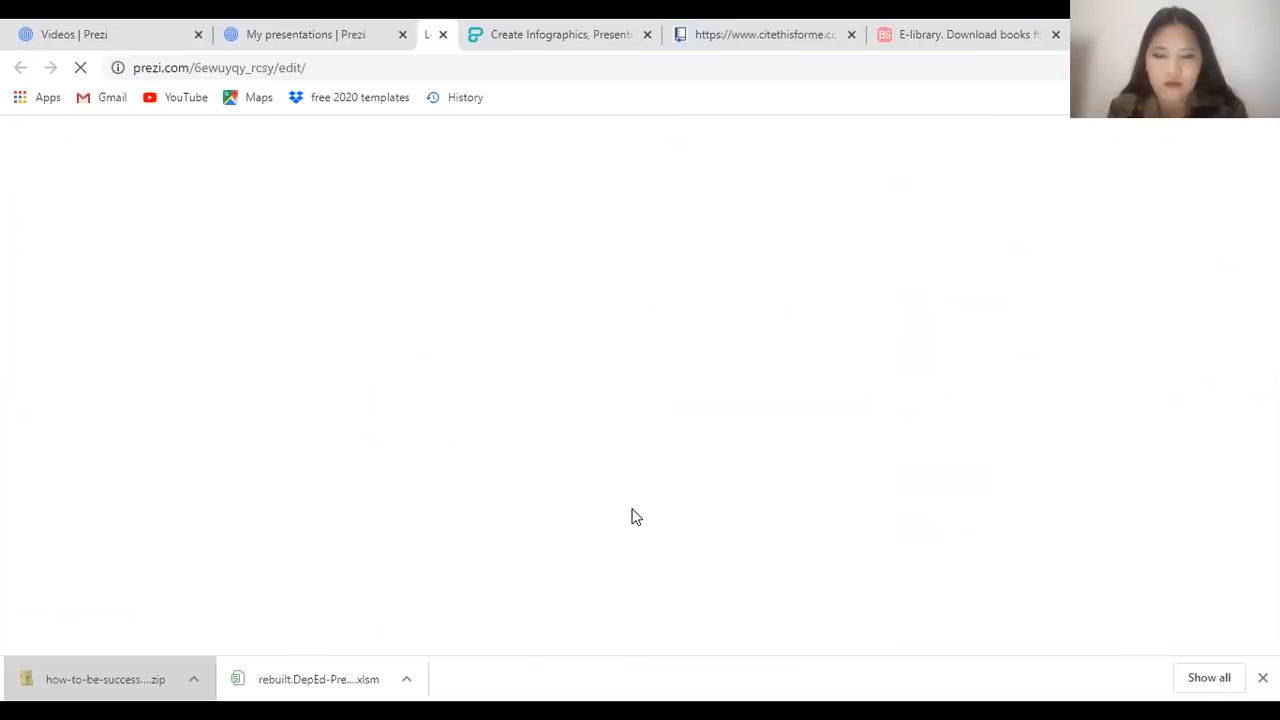 Videos | Prezi
My presentations | Prezi
L
Create Infographics, Present
https://www.citethisforme.co
BS
E-library. Download books fo
prezi.com/6ewuyqy_rcsy/edit/
Apps
Gmail
YouTube
Maps
free 2020 templates
History
how-to-be-success....zip
rebuilt.DepEd-Pre....xlsm
Show all